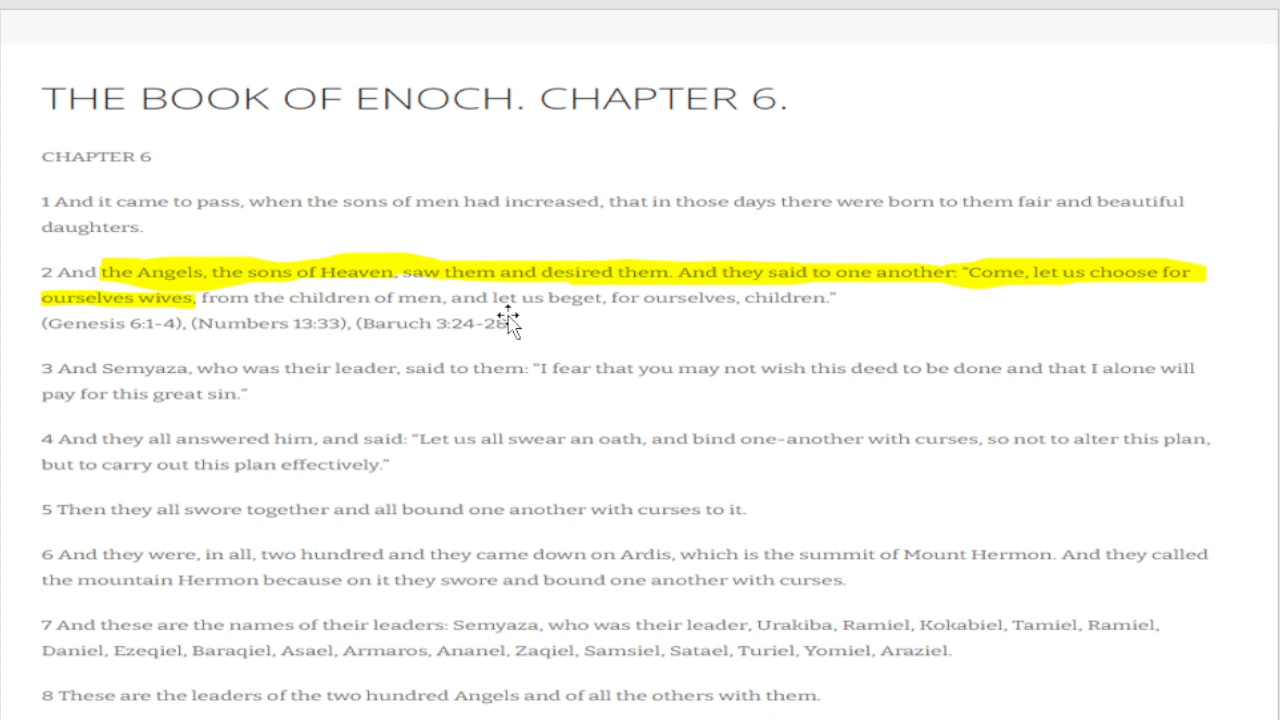 THE BOOK OF ENOCH. CHAPTER 6.
CHAPTER 6
1 And it came to pass, when the sons of men had increased, that in those days there were born to them fair and beautiful
daughters.
2 And the Angels, the sons of Heaven, saw them and desired them. And they said to one another: “Come, let us choose for
ourselves wives, from the children of men, and let us beget, for ourselves, children.”
(Genesis 6:1-4), (Numbers 13:33), (Baruch 3:24-28
3 And Semyaza, who was their leader, said to them: “I fear that you may not wish this deed to be done and that I alone will
pay for this great sin.”
4 And they all answered him, and said: “Let us all swear an oath, and bind one-another with curses, so not to alter this plan,
but to carry out this plan effectively.”
5 Then they all swore together and all bound one another with curses to it.
6 And they were, in all, two hundred and they came down on Ardis, which is the summit of Mount Hermon. And they called
the mountain Hermon because on it they swore and bound one another with curses.
7 And these are the names of their leaders: Semyaza, who was their leader, Urakiba, Ramiel, Kokabiel, Tamiel, Ramiel,
Daniel, Ezeqiel, Baraqiel, Asael, Armaros, Ananel, Zaqiel, Samsiel, Satael, Turiel, Yomiel, Araziel.
8 These are the leaders of the two hundred Angels and of all the others with them.